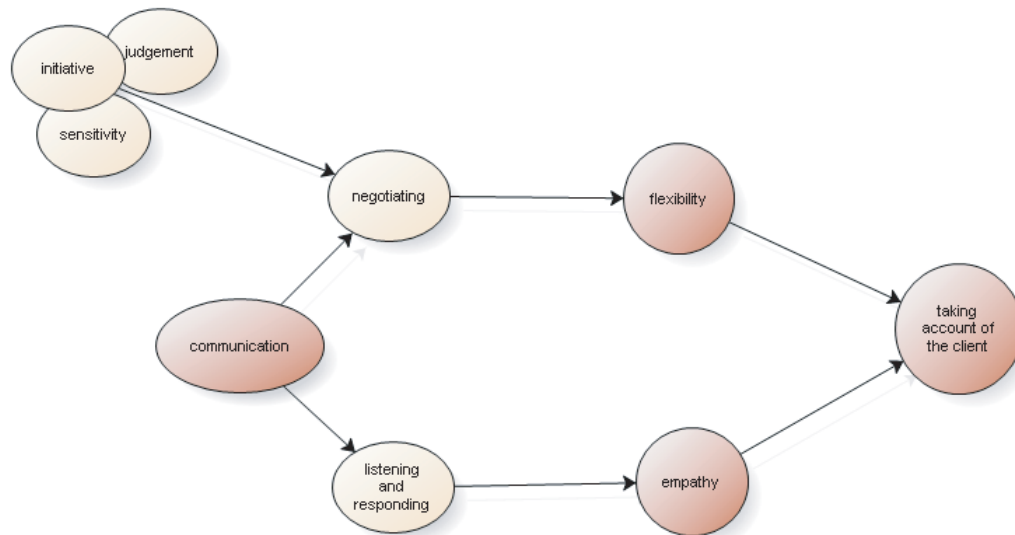 judgement
initiative
sensitivity
negotiating
flexibility
communication
taking
account of
the client
listening
and
responding
empathy